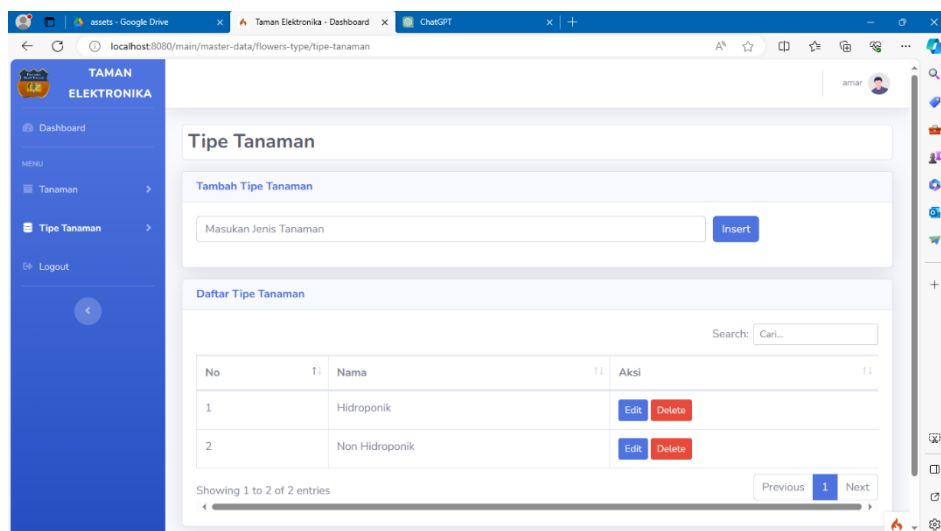 assets - Google Drive
Taman Elektronika - Dashboard
ChatGPT
localhost:8080/main/master-data/flowers-type/tipe-tanaman
TAMAN
ELEKTRONIKA
amar
Dashboard
MENU
Tanaman
Tipe Tanaman
Logout
Tipe Tanaman
Tambah Tipe Tanaman
Masukan Jenis Tanaman
Insert
Daftar Tipe Tanaman
Search: Cari...
No Nama Aksi
1 Hidroponik Edit Delete
2 Non Hidroponik Edit Delete
Showing 1 to 2 of 2 entries
Previous 1 Next